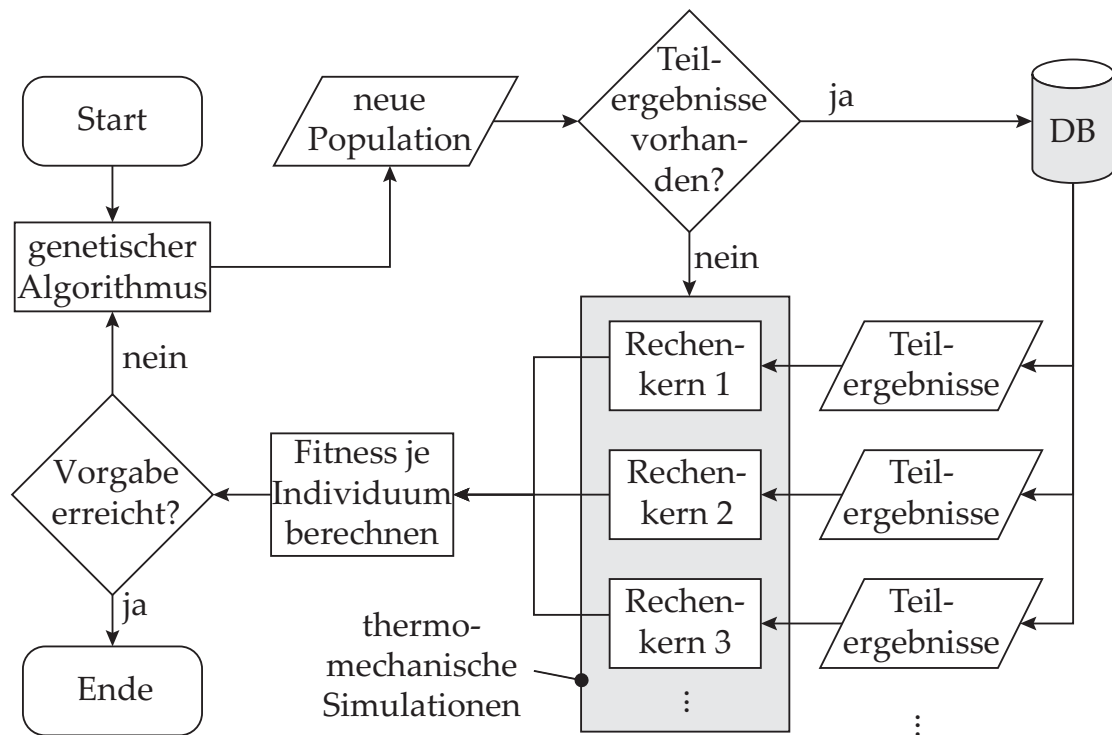 Start
genetischer
Algorithmus
neue
Population
Teil-
ergebnisse
vorhan-
den?
ja
DB
nein
Rechen-
kern 1
Teil-
ergebnisse
Rechen-
kern 2
Teil-
ergebnisse
Rechen-
kern 3
Teil-
ergebnisse
⋮
⋮
thermo-
mechanische
Simulationen
Fitness je
Individuum
berechnen
Vorgabe
erreicht?
nein
ja
Ende